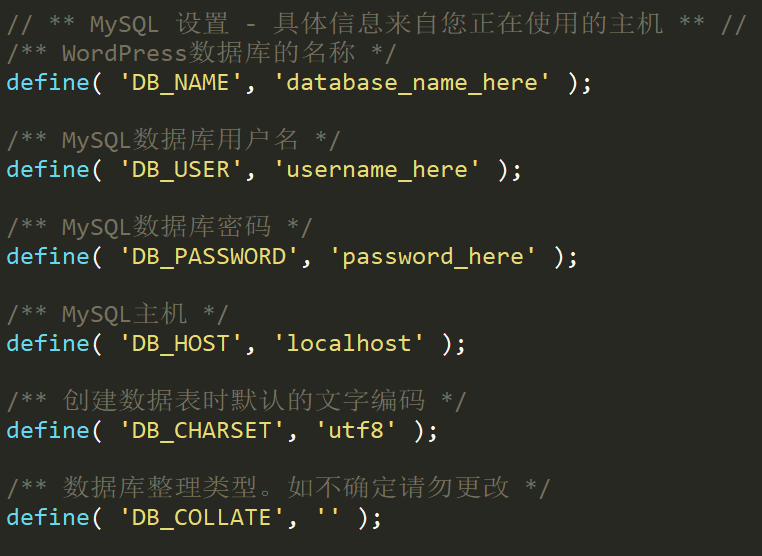 // ** MySQL 设置 - 具体信息来自您正在使用的主机 ** //
/** WordPress数据库的名称 */
define( 'DB_NAME', 'database_name_here' );
/** MySQL数据库用户名 */
define( 'DB_USER', 'username_here' );
/** MySQL数据库密码 */
define( 'DB_PASSWORD', 'password_here' );
/** MySQL主机 */
define( 'DB_HOST', 'localhost' );
/** 创建数据表时默认的文字编码 */
define( 'DB_CHARSET', 'utf8' );
/** 数据库整理类型。如不确定请勿更改 */
define( 'DB_COLLATE', '' );